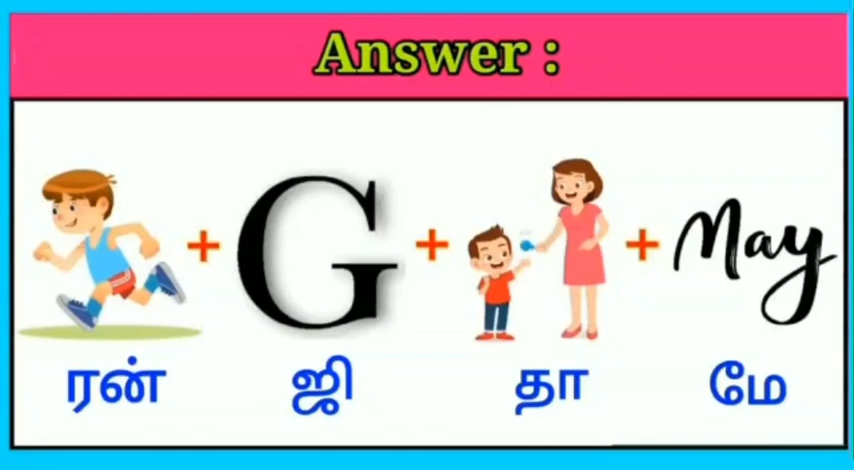 Answer :
+ G + + May
ரன் ஜி தா மே